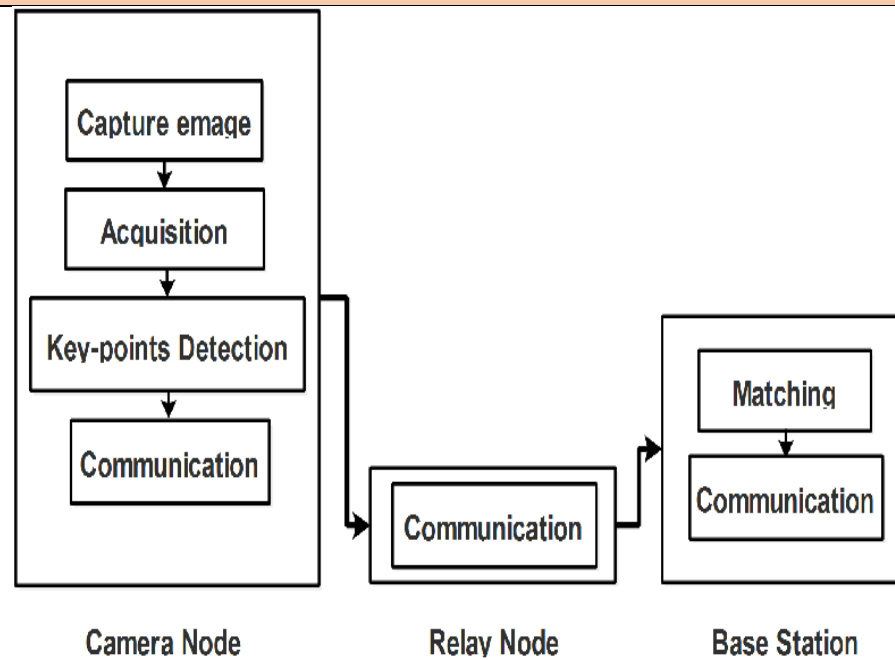 Capture emage
Acquisition
Key-points Detection
Communication
Communication
Matching
Communication
Camera Node
Relay Node
Base Station